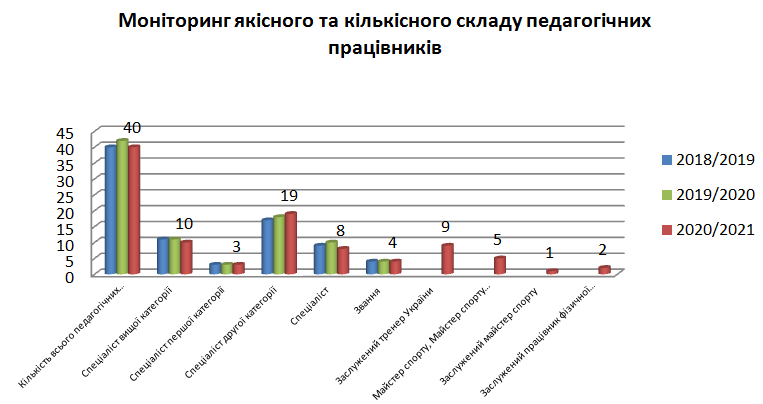 Моніторинг якісного та кількісного складу педагогічних
працівників
45
40
35
30
25
20
15
10
5
0
40
10
3
19
8
4
9
5
1
2
Кількість всього педагогічних…
Спеціаліст вищої категорії
Спеціаліст першої категорії
Спеціаліст другої категорії
Спеціаліст
Звання
Заслужений тренер України
Майстер спорту, Майстер спорту…
Заслужений майстер спорту
Заслужений працівник фізичної…
2018/2019
2019/2020
2020/2021